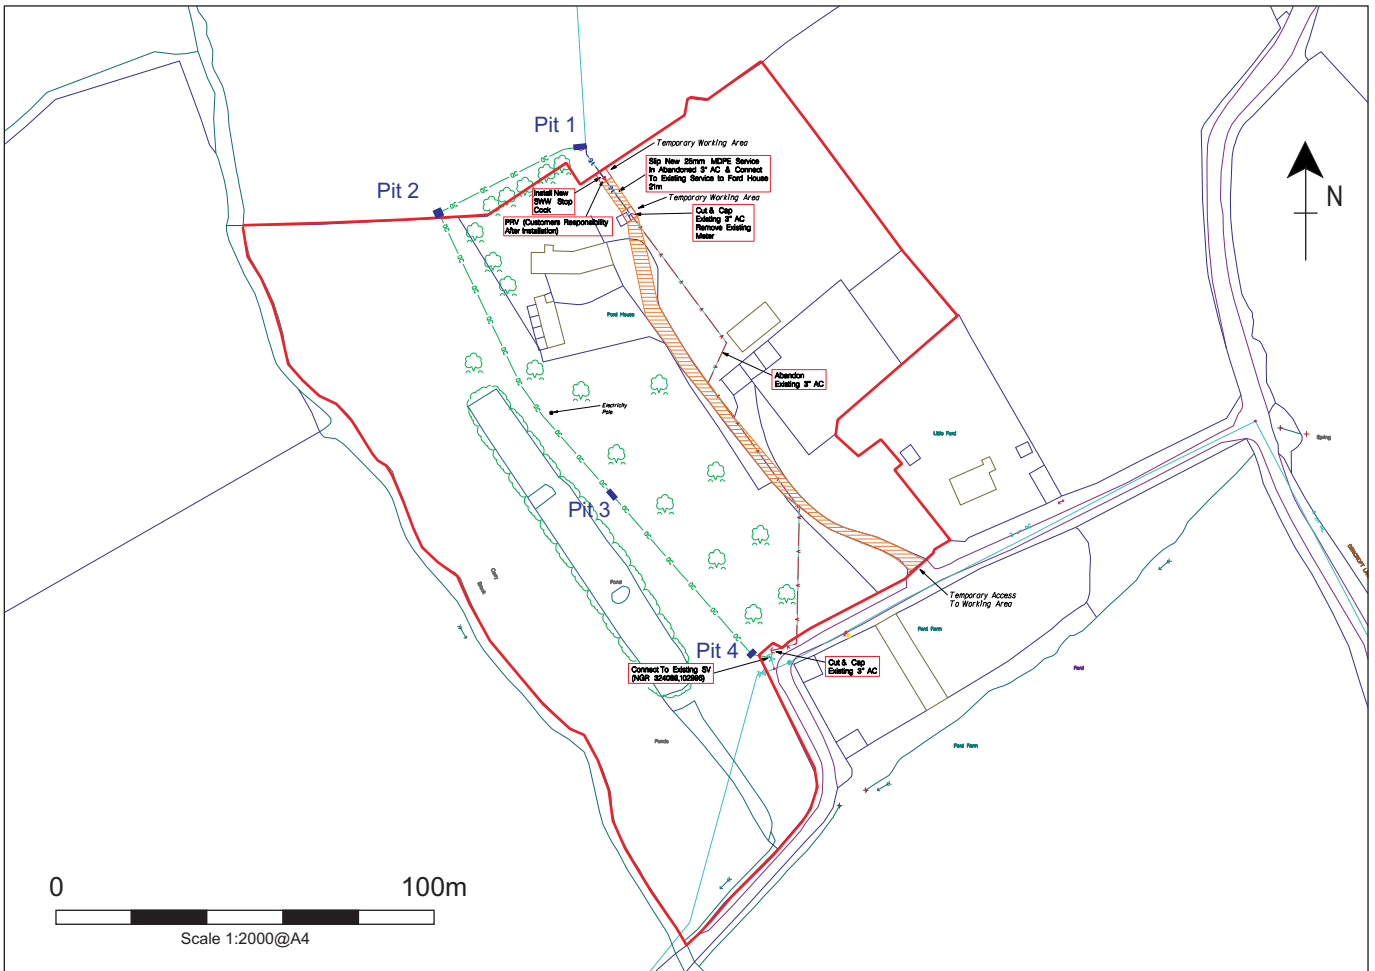 Pit 1
Temporary Working Area
Slip New 25mm MDPE Service
In Abandoned 3" AC & Connect
To Existing Service to Ford House
21m
Pit 2
Install New
SWW Stop
Cock
Temporary Working Area
Cut & Cap
Existing 3" AC
Remove Existing
Meter
PRV (Customers Responsibility
After Installation)
N
Ford House
Abandon
Existing 3" AC
Electricity
Pole
Little Ford
Spring
Pit 3
Pond
Temporary Access
To Working Area
Ford Farm
Pit 4
Connect To Existing SV
(NGR 324088,102996)
Cut & Cap
Existing 3" AC
Ford
Ponds
Ford Farm
0
100m
Scale 1:2000@A4